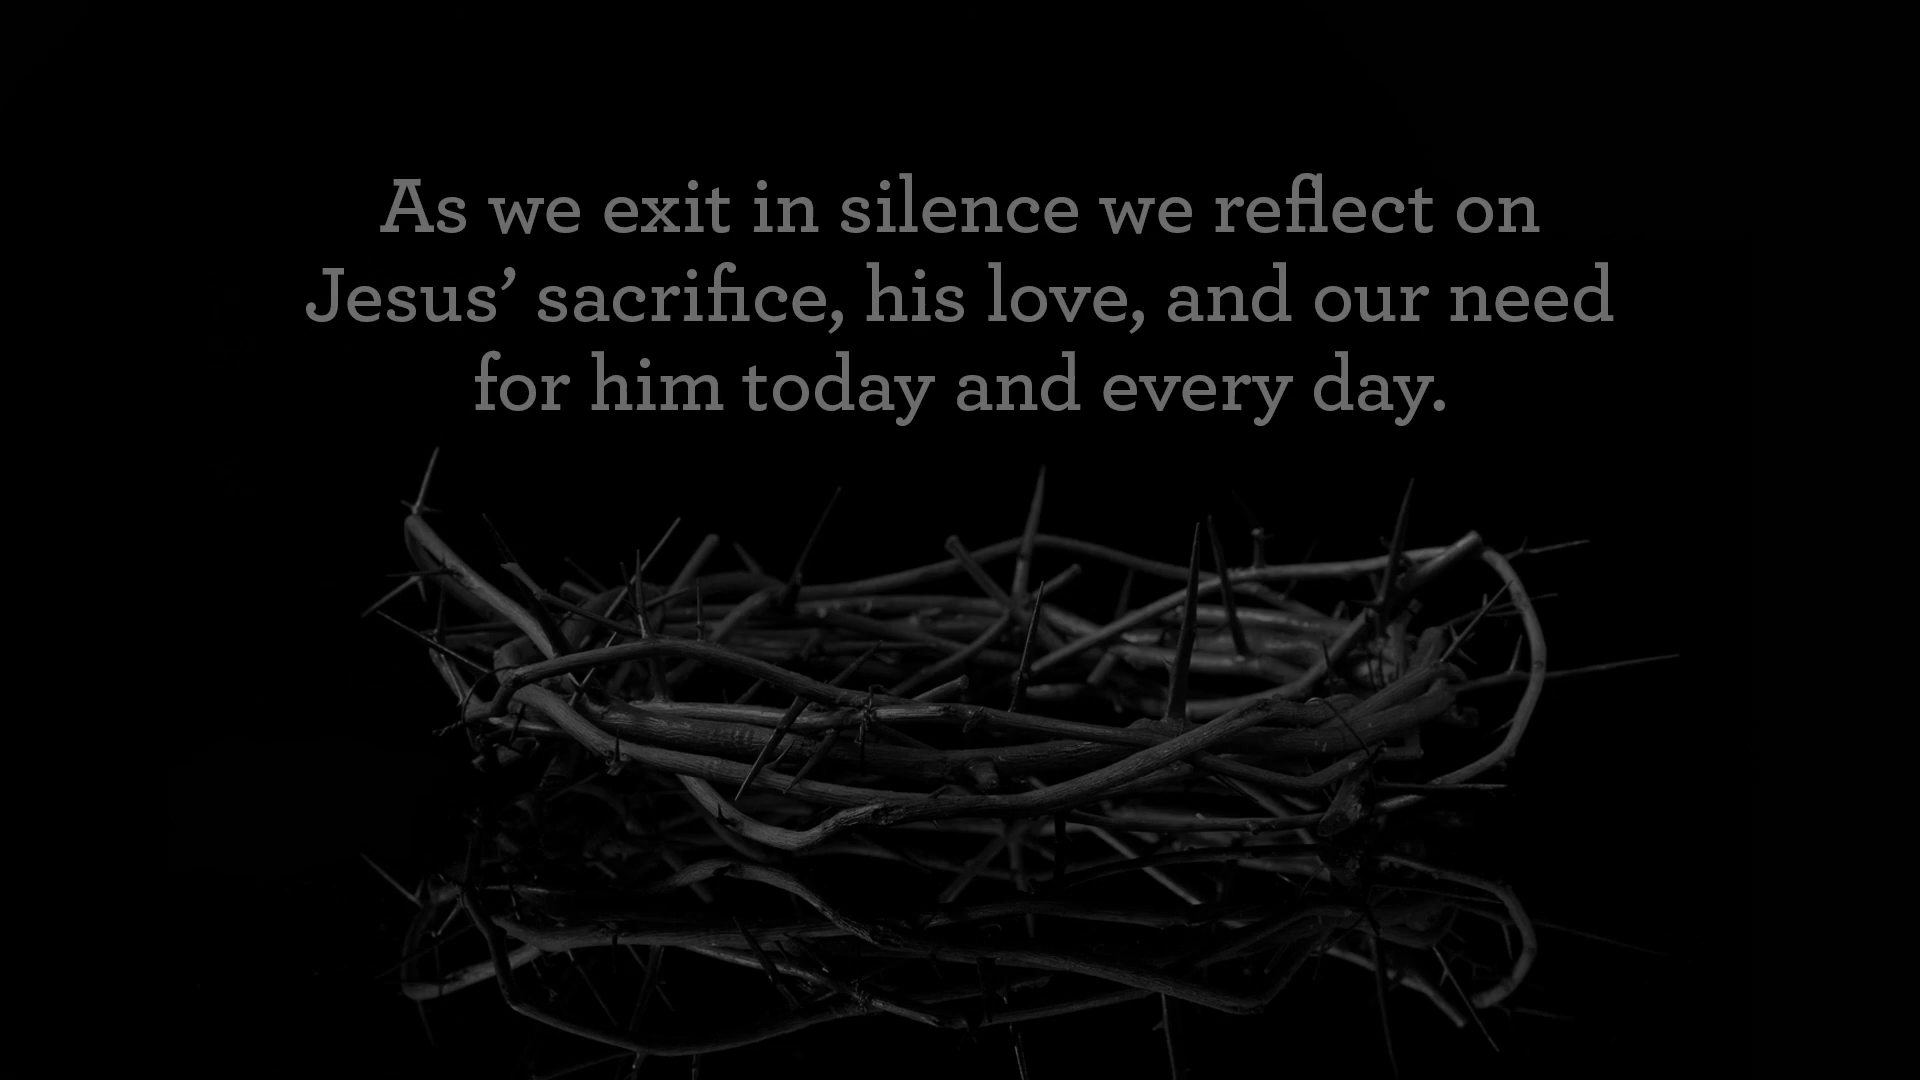 As we exit in silence we reflect on
Jesus’ sacrifice, his love, and our need
for him today and every day.